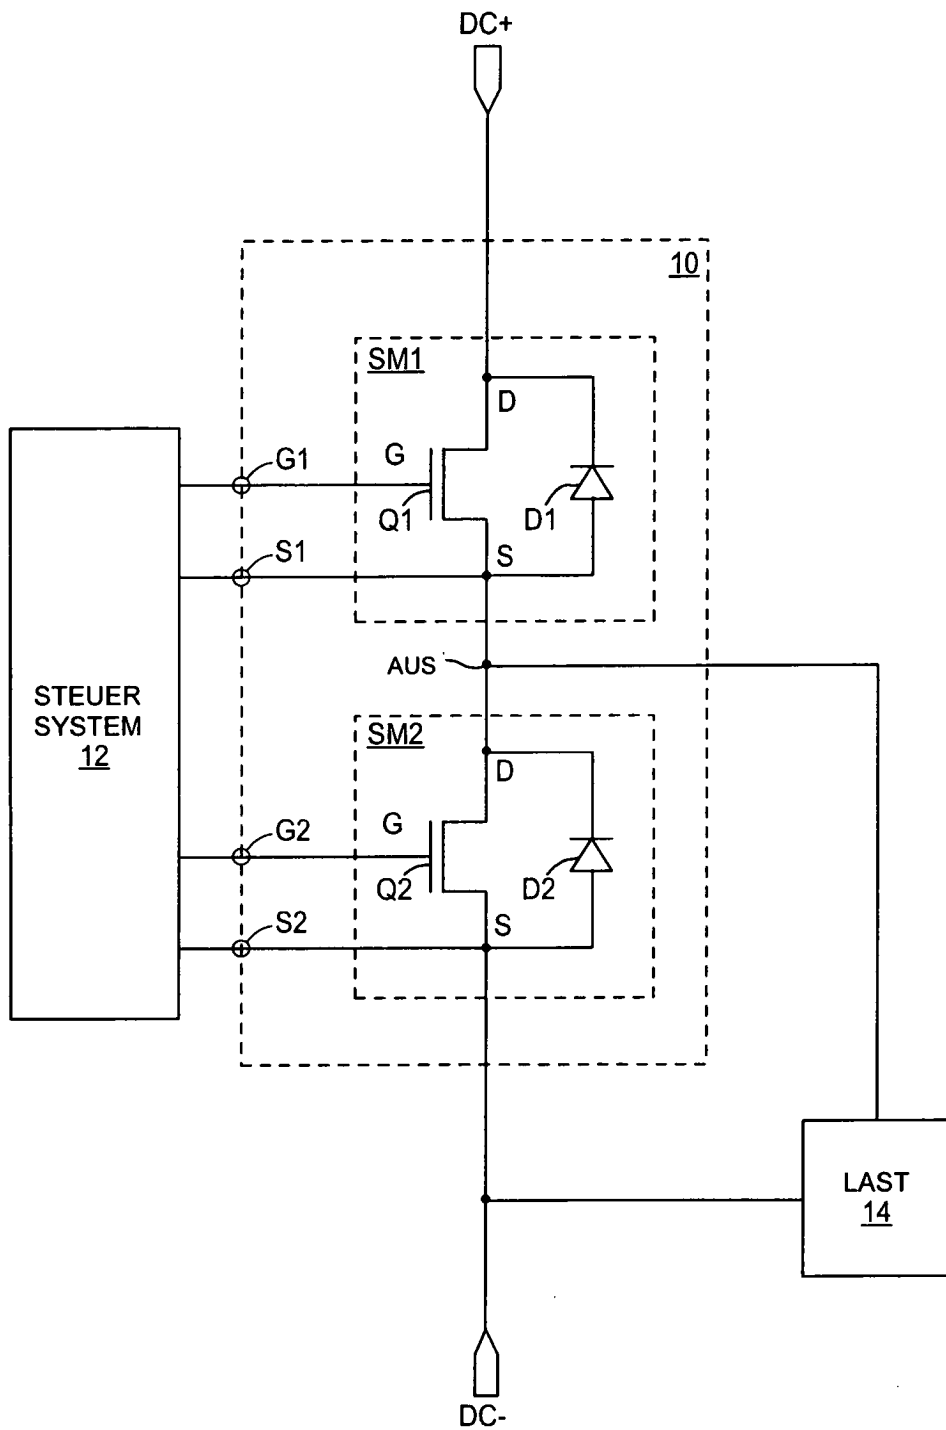 DC+
10
SM1
D
G1
G
Q1
D1
S1
S
AUS
STEUER
SYSTEM
12
SM2
D
G2
G
Q2
D2
S2
S
LAST
14
DC-